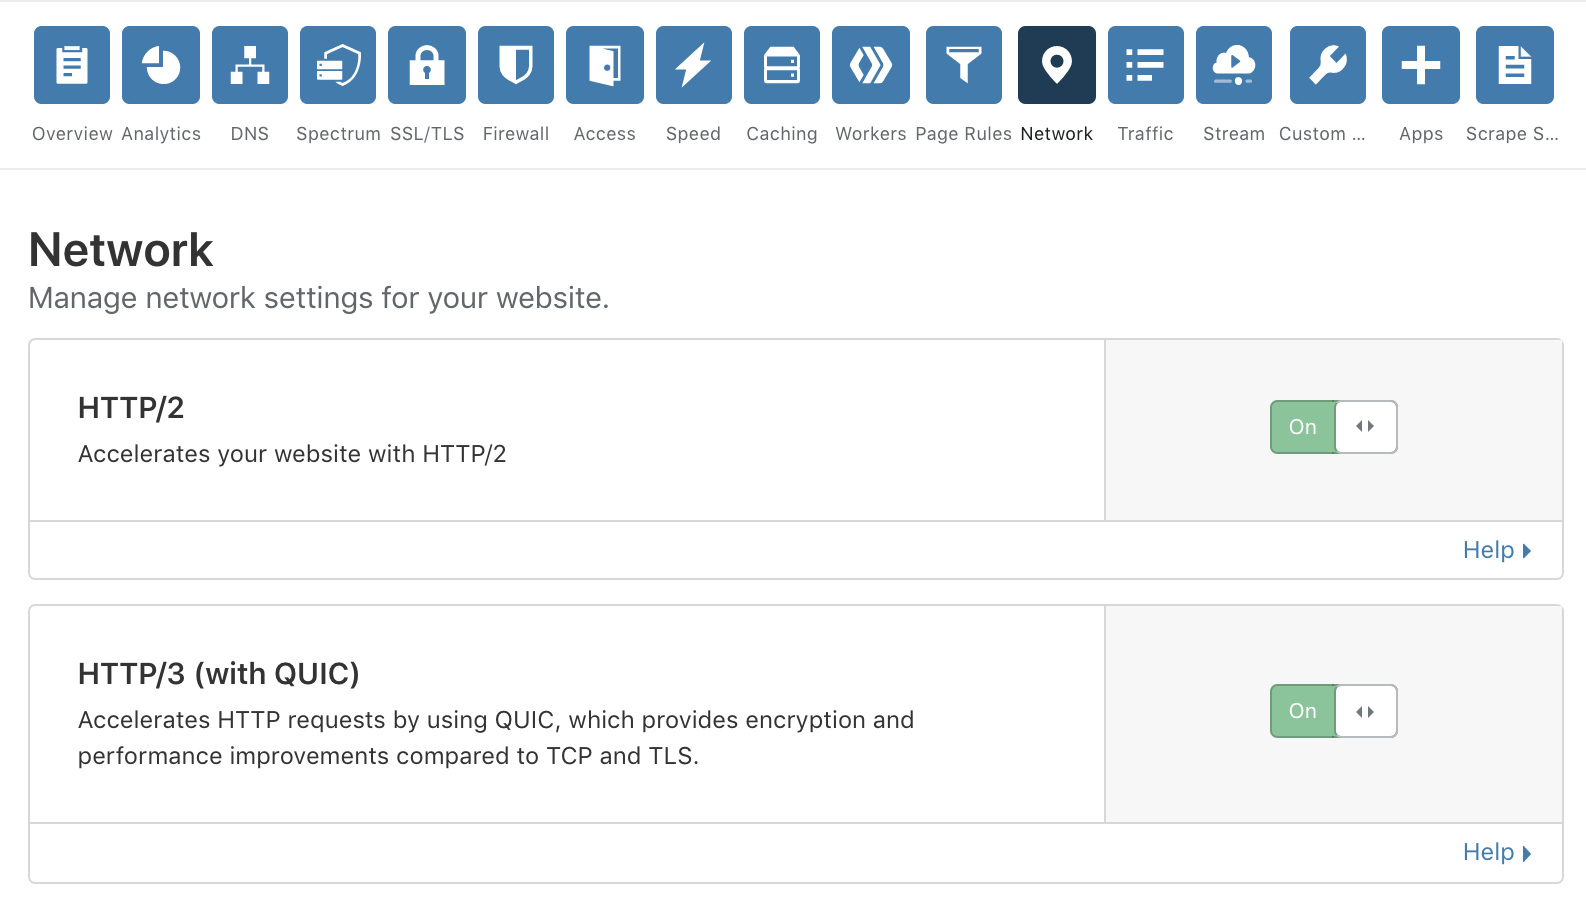 Overview Analytics DNS Spectrum SSL/TLS Firewall Access Speed Caching Workers Page Rules Network Traffic Stream Custom ... Apps Scrape S...
Network
Manage network settings for your website.
HTTP/2
Accelerates your website with HTTP/2
On
Help
HTTP/3 (with QUIC)
Accelerates HTTP requests by using QUIC, which provides encryption and
performance improvements compared to TCP and TLS.
On
Help